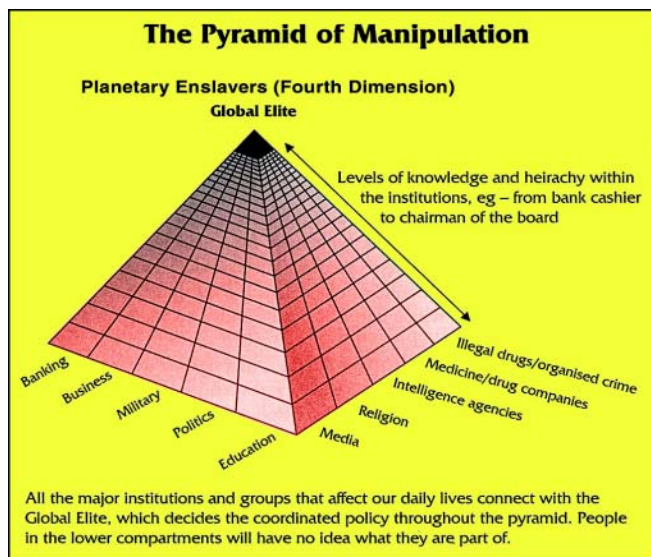 The Pyramid of Manipulation
Planetary Enslavers (Fourth Dimension)
Global Elite
Levels of knowledge and heirachy within
the institutions, eg – from bank cashier
to chairman of the board
Banking
Business
Military
Politics
Education
Media
Religion
Intelligence agencies
Medicine/drug companies
Illegal drugs/organised crime
All the major institutions and groups that affect our daily lives connect with the
Global Elite, which decides the coordinated policy throughout the pyramid. People
in the lower compartments will have no idea what they are part of.